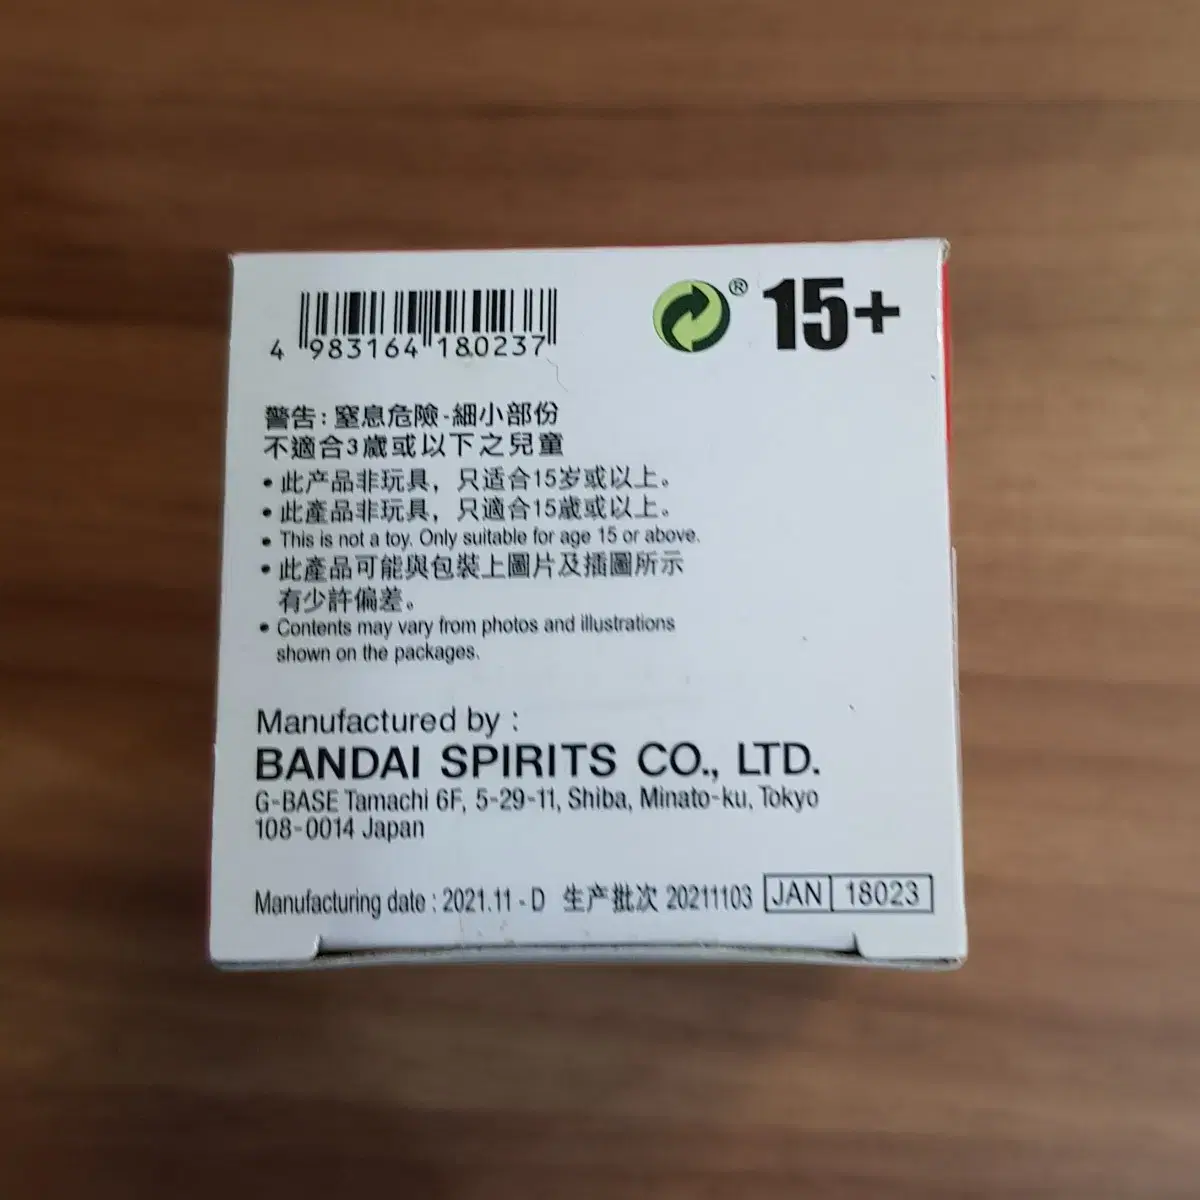 4 983164 180237
® 15+
警告:窒息危險-細小部份
不適合3歲或以下之兒童
• 此产品非玩具，只适合15岁或以上。
• 此產品非玩具，只適合15歲或以上。
• This is not a toy. Only suitable for age 15 or above.
• 此產品可能與包裝上圖片及插圖所示
有少許偏差。
• Contents may vary from photos and illustrations
shown on the packages.
Manufactured by :
BANDAI SPIRITS CO., LTD.
G-BASE Tamachi 6F, 5-29-11, Shiba, Minato-ku, Tokyo
108-0014 Japan
Manufacturing date : 2021.11 - D 生产批次 20211103 JAN 18023